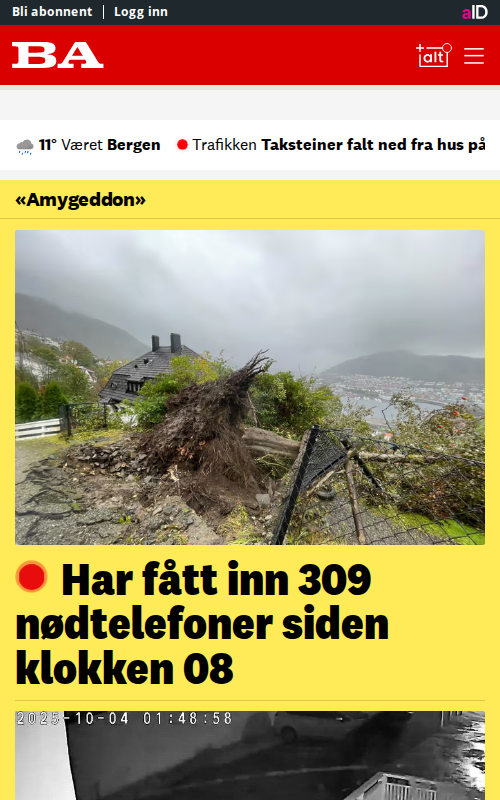 Bli abonnent | Logg inn
aID
BA
+alt
11° Været Bergen
Trafikken Taksteiner falt ned fra hus på
«Amygeddon»
Har fått inn 309
nødtelefoner siden
klokken 08
2025-10-04 01:48:58